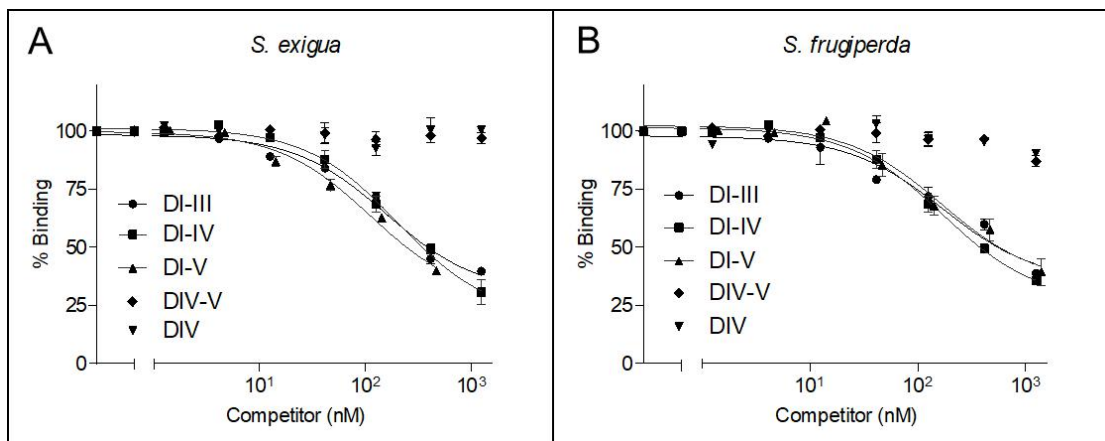 A
S. exigua
% Binding
100
75
50
25
0
DI-III
DI-IV
DI-V
DIV-V
DIV
10¹
10²
10³
Competitor (nM)
B
S. frugiperda
% Binding
100
75
50
25
0
DI-III
DI-IV
DI-V
DIV-V
DIV
10¹
10²
10³
Competitor (nM)